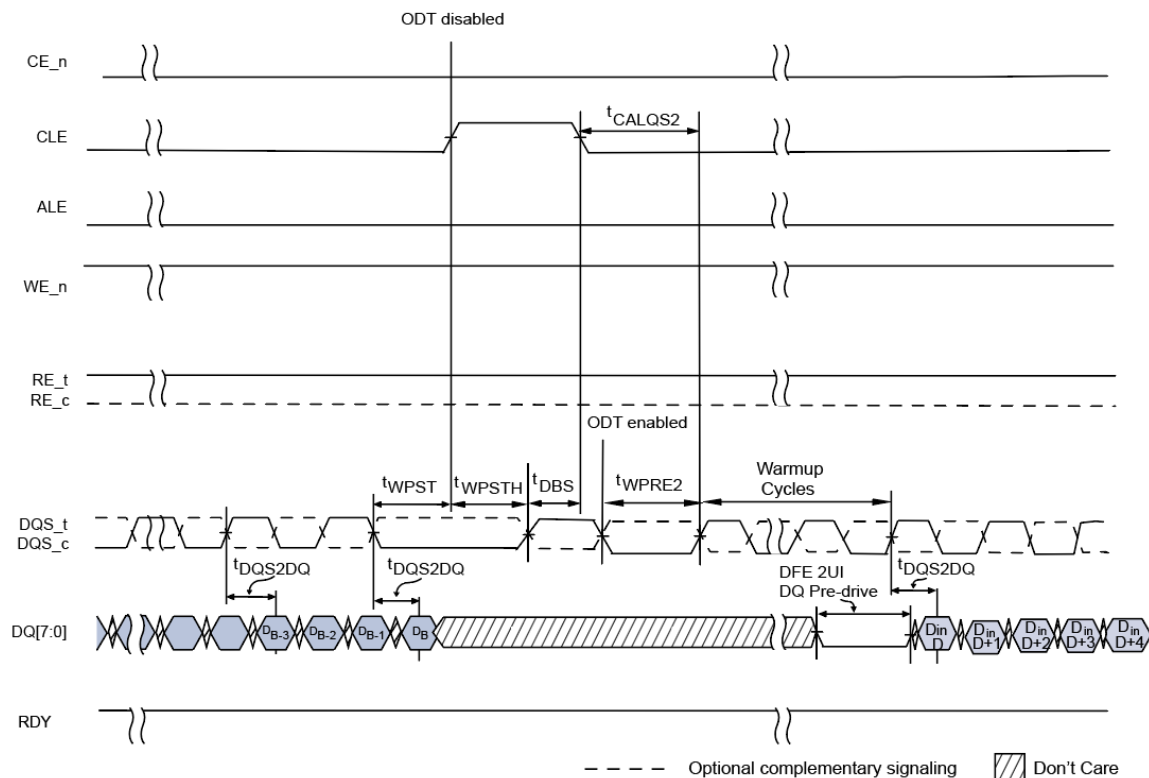 ODT disabled
CE_n
CLE
tCALQS2
ALE
WE_n
RE_t
RE_c
ODT enabled
tWPST
tWPSTH
tDBS
tWPRE2
Warmup
Cycles
DQS_t
DQS_c
tDQS2DQ
tDQS2DQ
DFE 2UI
DQ Pre-drive
tDQS2DQ
DQ[7:0]
DB-3
DB-2
DB-1
DB
Din
D
Din
D+1
Din
D+2
Din
D+3
Din
D+4
RDY
Optional complementary signaling
Don't Care